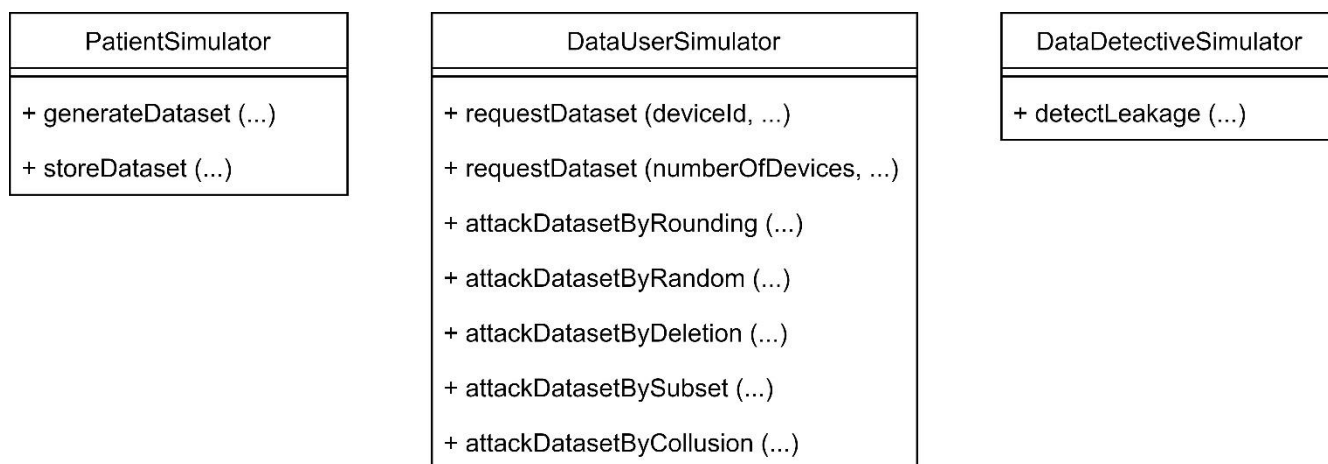 PatientSimulator
+ generateDataset (...)
+ storeDataset (...)
DataUserSimulator
+ requestDataset (deviceId, ...)
+ requestDataset (numberOfDevices, ...)
+ attackDatasetByRounding (...)
+ attackDatasetByRandom (...)
+ attackDatasetByDeletion (...)
+ attackDatasetBySubset (...)
+ attackDatasetByCollusion (...)
DataDetectiveSimulator
+ detectLeakage (...)